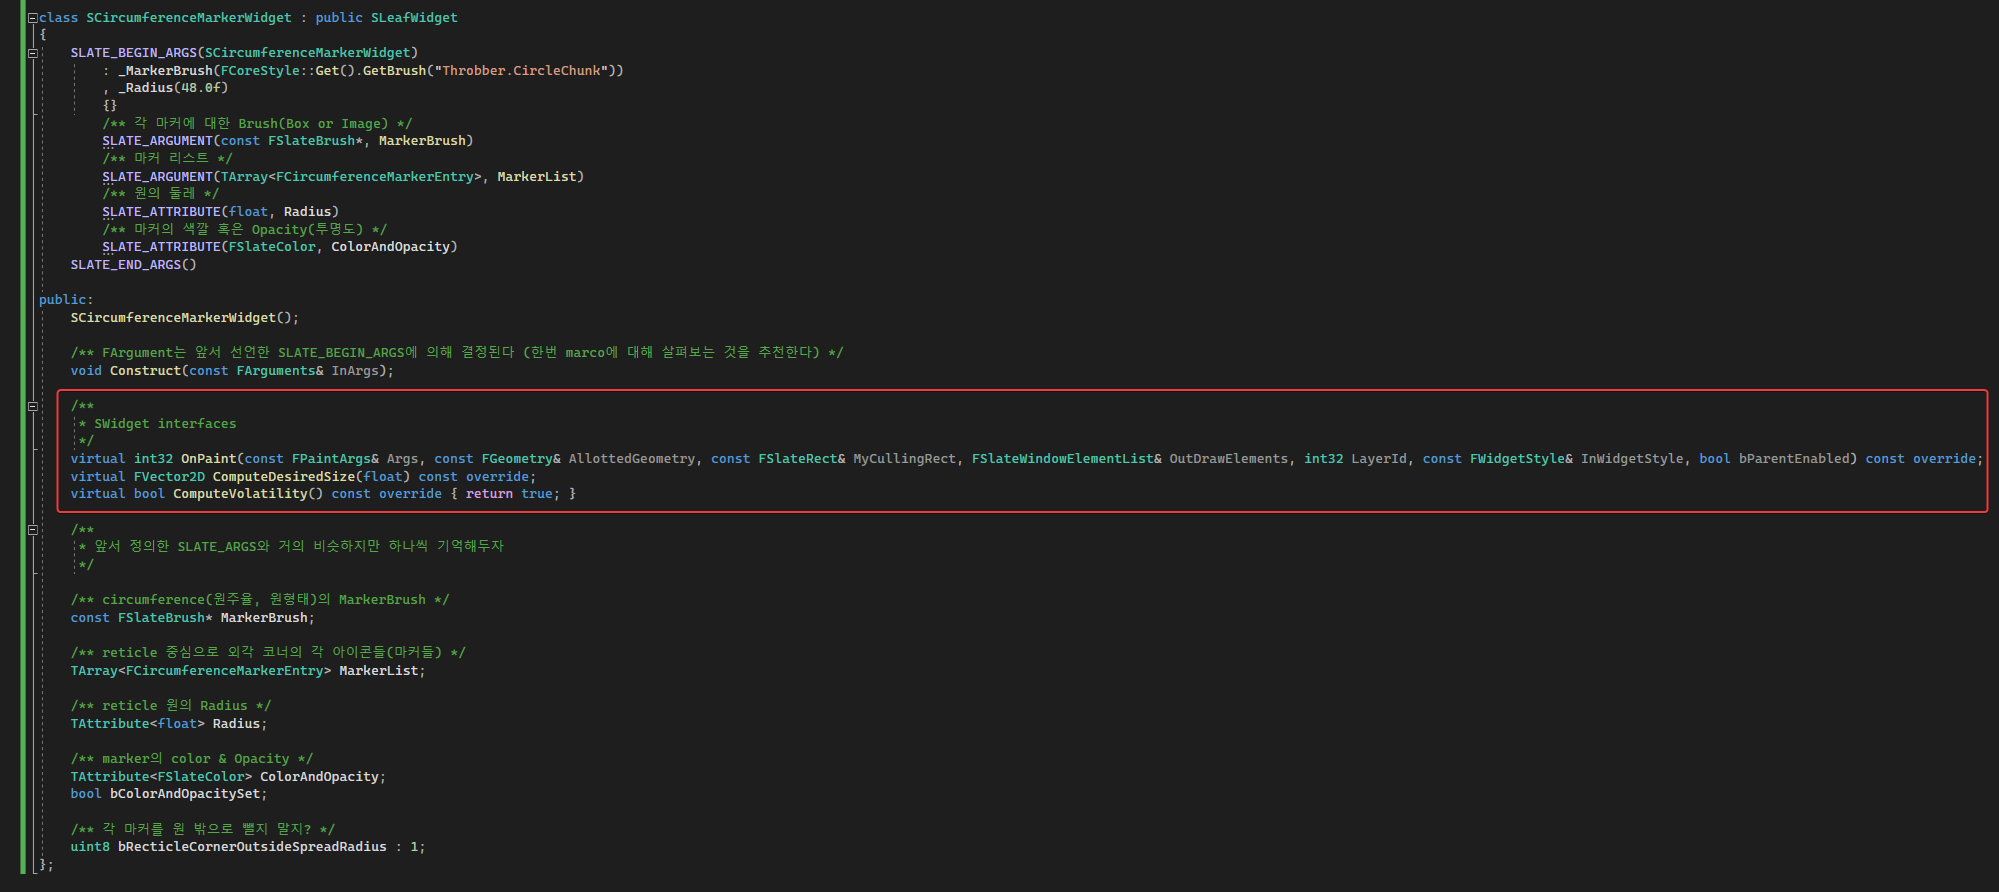 class SCircumferenceMarkerWidget : public SLeafWidget
{
    SLATE_BEGIN_ARGS(SCircumferenceMarkerWidget)
        : _MarkerBrush(FCoreStyle::Get().GetBrush("Throbber.CircleChunk"))
        , _Radius(48.0f)
        {}
        /** 각 마커에 대한 Brush(Box or Image) */
        SLATE_ARGUMENT(const FSlateBrush*, MarkerBrush)
        /** 마커 리스트 */
        SLATE_ARGUMENT(TArray<FCircumferenceMarkerEntry>, MarkerList)
        /** 원의 둘레 */
        SLATE_ATTRIBUTE(float, Radius)
        /** 마커의 색깔 혹은 Opacity(투명도) */
        SLATE_ATTRIBUTE(FSlateColor, ColorAndOpacity)
    SLATE_END_ARGS()
public:
    SCircumferenceMarkerWidget();
    /** FArgument는 앞서 선언한 SLATE_BEGIN_ARGS에 의해 결정된다 (한번 marco에 대해 살펴보는 것을 추천한다) */
    void Construct(const FArguments& InArgs);
    /**
    * SWidget interfaces
    */
    virtual int32 OnPaint(const FPaintArgs& Args, const FGeometry& AllottedGeometry, const FSlateRect& MyCullingRect, FSlateWindowElementList& OutDrawElements, int32 LayerId, const FWidgetStyle& InWidgetStyle, bool bParentEnabled) const override;
    virtual FVector2D ComputeDesiredSize(float) const override;
    virtual bool ComputeVolatility() const override { return true; }
    /**
    * 앞서 정의한 SLATE_ARGS와 거의 비슷하지만 하나씩 기억해두자
    */
    /** circumference(원주율, 원형태)의 MarkerBrush */
    const FSlateBrush* MarkerBrush;
    /** reticle 중심으로 외각 코너의 각 아이콘들(마커들) */
    TArray<FCircumferenceMarkerEntry> MarkerList;
    /** reticle 원의 Radius */
    TAttribute<float> Radius;
    /** marker의 color & Opacity */
    TAttribute<FSlateColor> ColorAndOpacity;
    bool bColorAndOpacitySet;
    /** 각 마커를 원 밖으로 뺄지 말지? */
    uint8 bRecticleCornerOutsideSpreadRadius : 1;
};